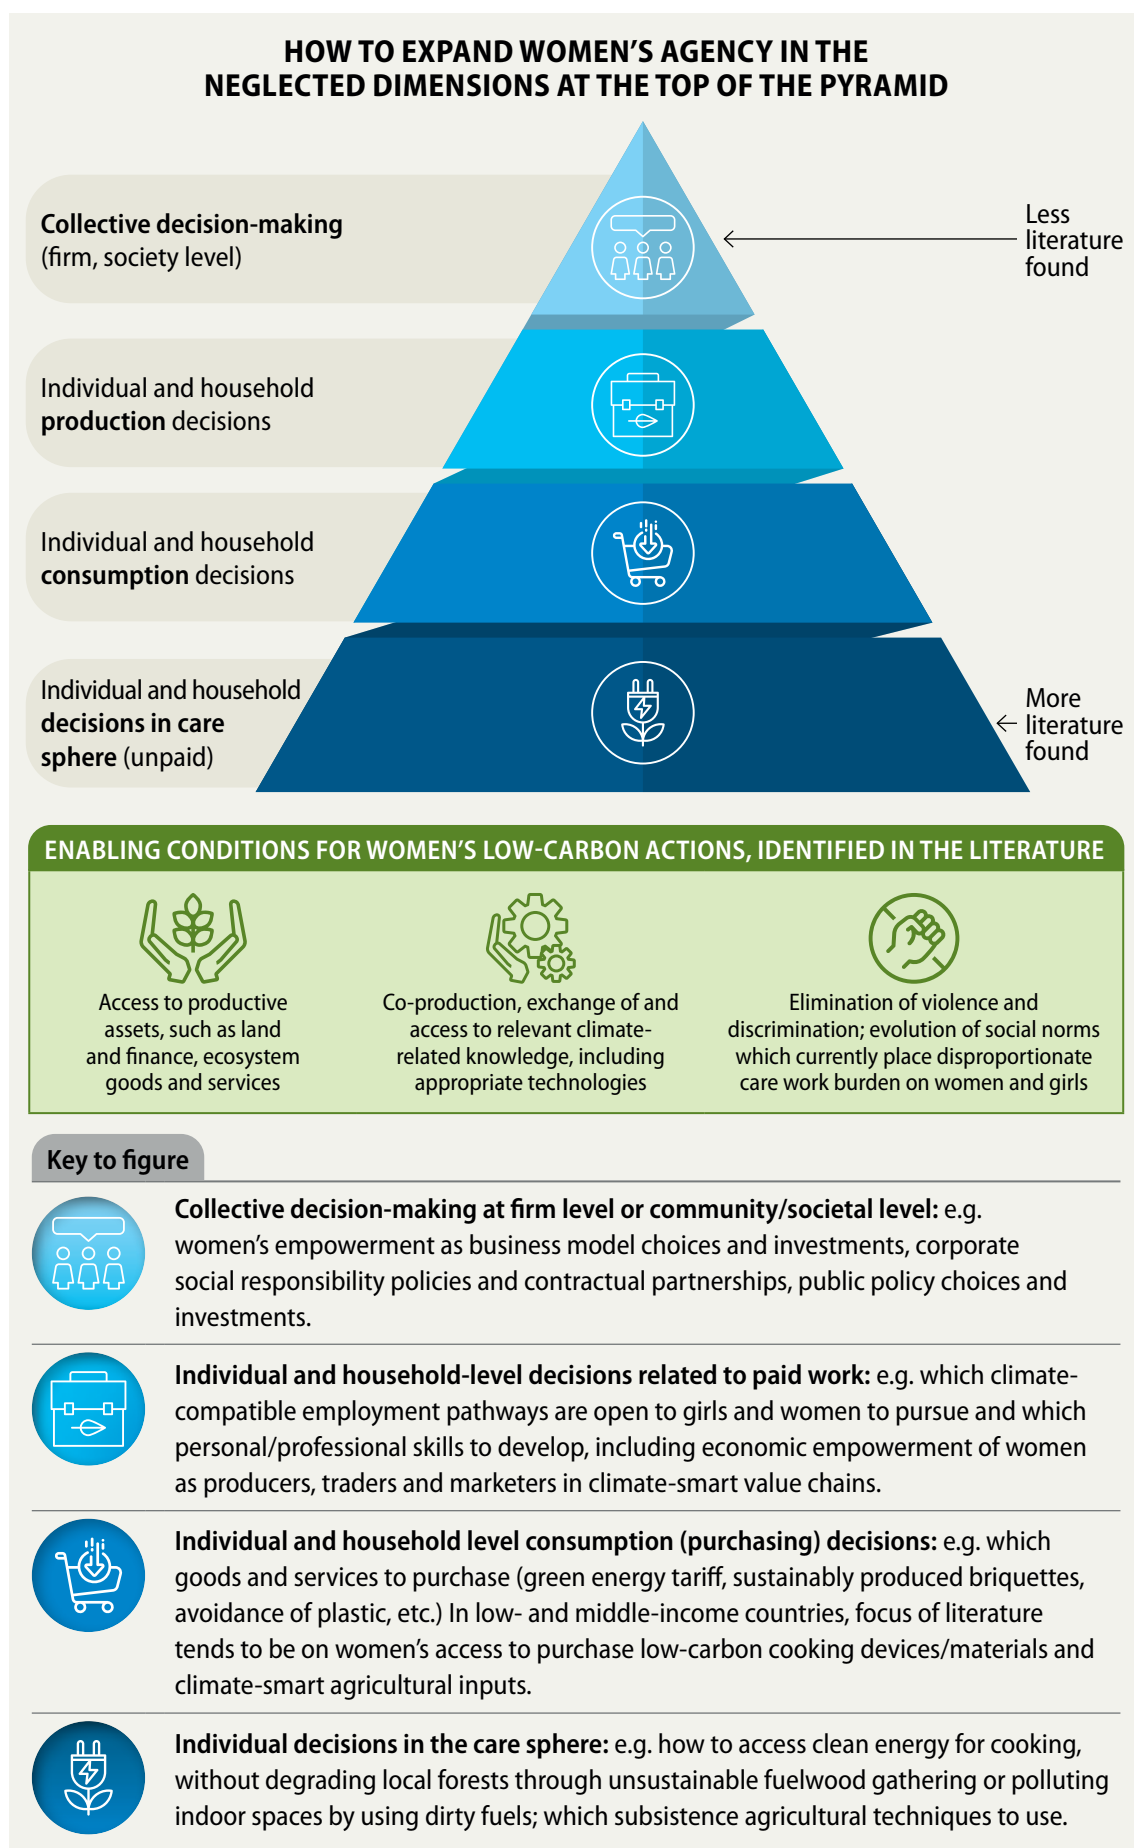 HOW TO EXPAND WOMEN'S AGENCY IN THE
NEGLECTED DIMENSIONS AT THE TOP OF THE PYRAMID
Collective decision-making
(firm, society level)
Less
literature
found
Individual and household
production decisions
Individual and household
consumption decisions
Individual and household
decisions in care
sphere (unpaid)
More
literature
found
ENABLING CONDITIONS FOR WOMEN'S LOW-CARBON ACTIONS, IDENTIFIED IN THE LITERATURE
Access to productive
assets, such as land
and finance, ecosystem
goods and services
Co-production, exchange of and
access to relevant climate-
related knowledge, including
appropriate technologies
Elimination of violence and
discrimination; evolution of social norms
which currently place disproportionate
care work burden on women and girls
Key to figure
Collective decision-making at firm level or community/societal level: e.g.
women's empowerment as business model choices and investments, corporate
social responsibility policies and contractual partnerships, public policy choices and
investments.
Individual and household-level decisions related to paid work: e.g. which climate-
compatible employment pathways are open to girls and women to pursue and which
personal/professional skills to develop, including economic empowerment of women
as producers, traders and marketers in climate-smart value chains.
Individual and household level consumption (purchasing) decisions: e.g. which
goods and services to purchase (green energy tariff, sustainably produced briquettes,
avoidance of plastic, etc.) In low- and middle-income countries, focus of literature
tends to be on women's access to purchase low-carbon cooking devices/materials and
climate-smart agricultural inputs.
Individual decisions in the care sphere: e.g. how to access clean energy for cooking,
without degrading local forests through unsustainable fuelwood gathering or polluting
indoor spaces by using dirty fuels; which subsistence agricultural techniques to use.